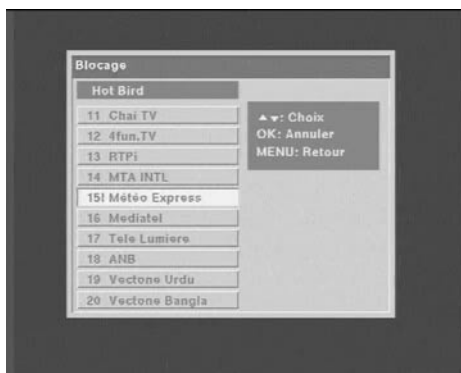 Blocage
Hot Bird
11 Chai TV
12 4fun.TV
13 RTPi
14 MTA INTL
15! Météo Express
16 Mediatel
17 Tele Lumiere
18 ANB
19 Vectone Urdu
20 Vectone Bangla
▲▼: Choix
OK: Annuler
MENU: Retour